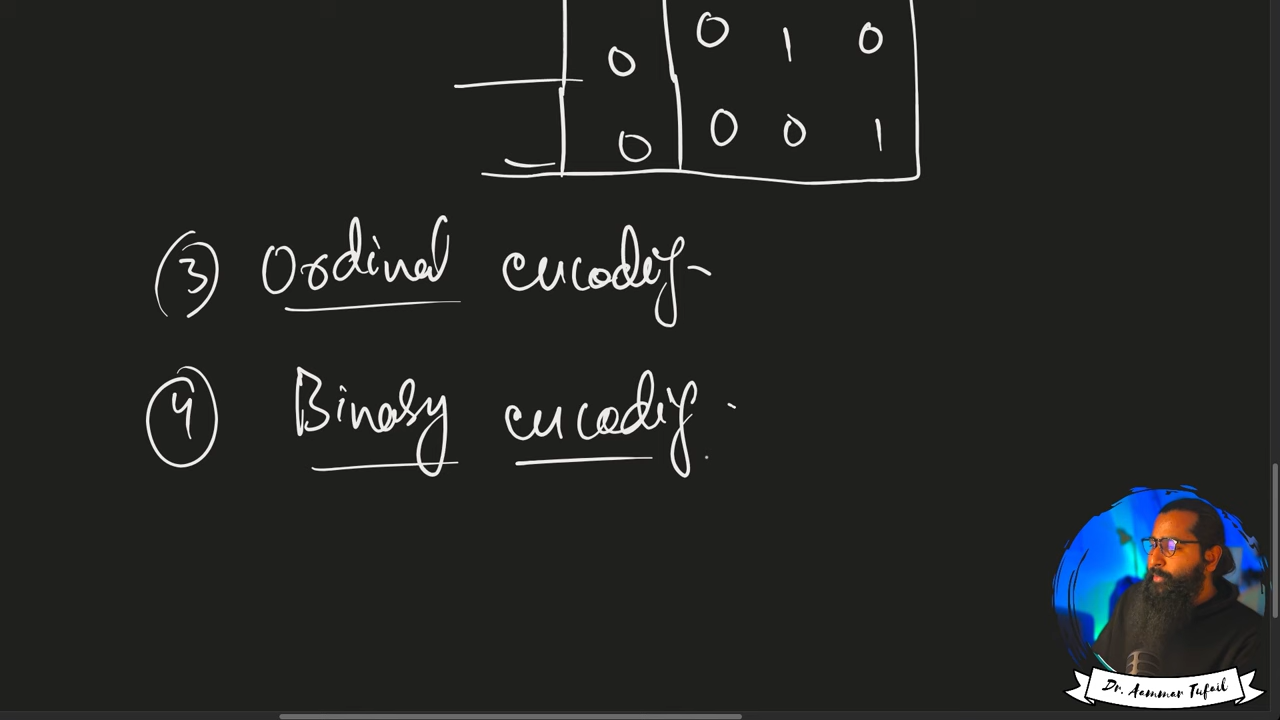 0 0 1 0
0 0 0 1
③ Ordinal encoding
④ Binary encoding
Dr. Aammar Tufail